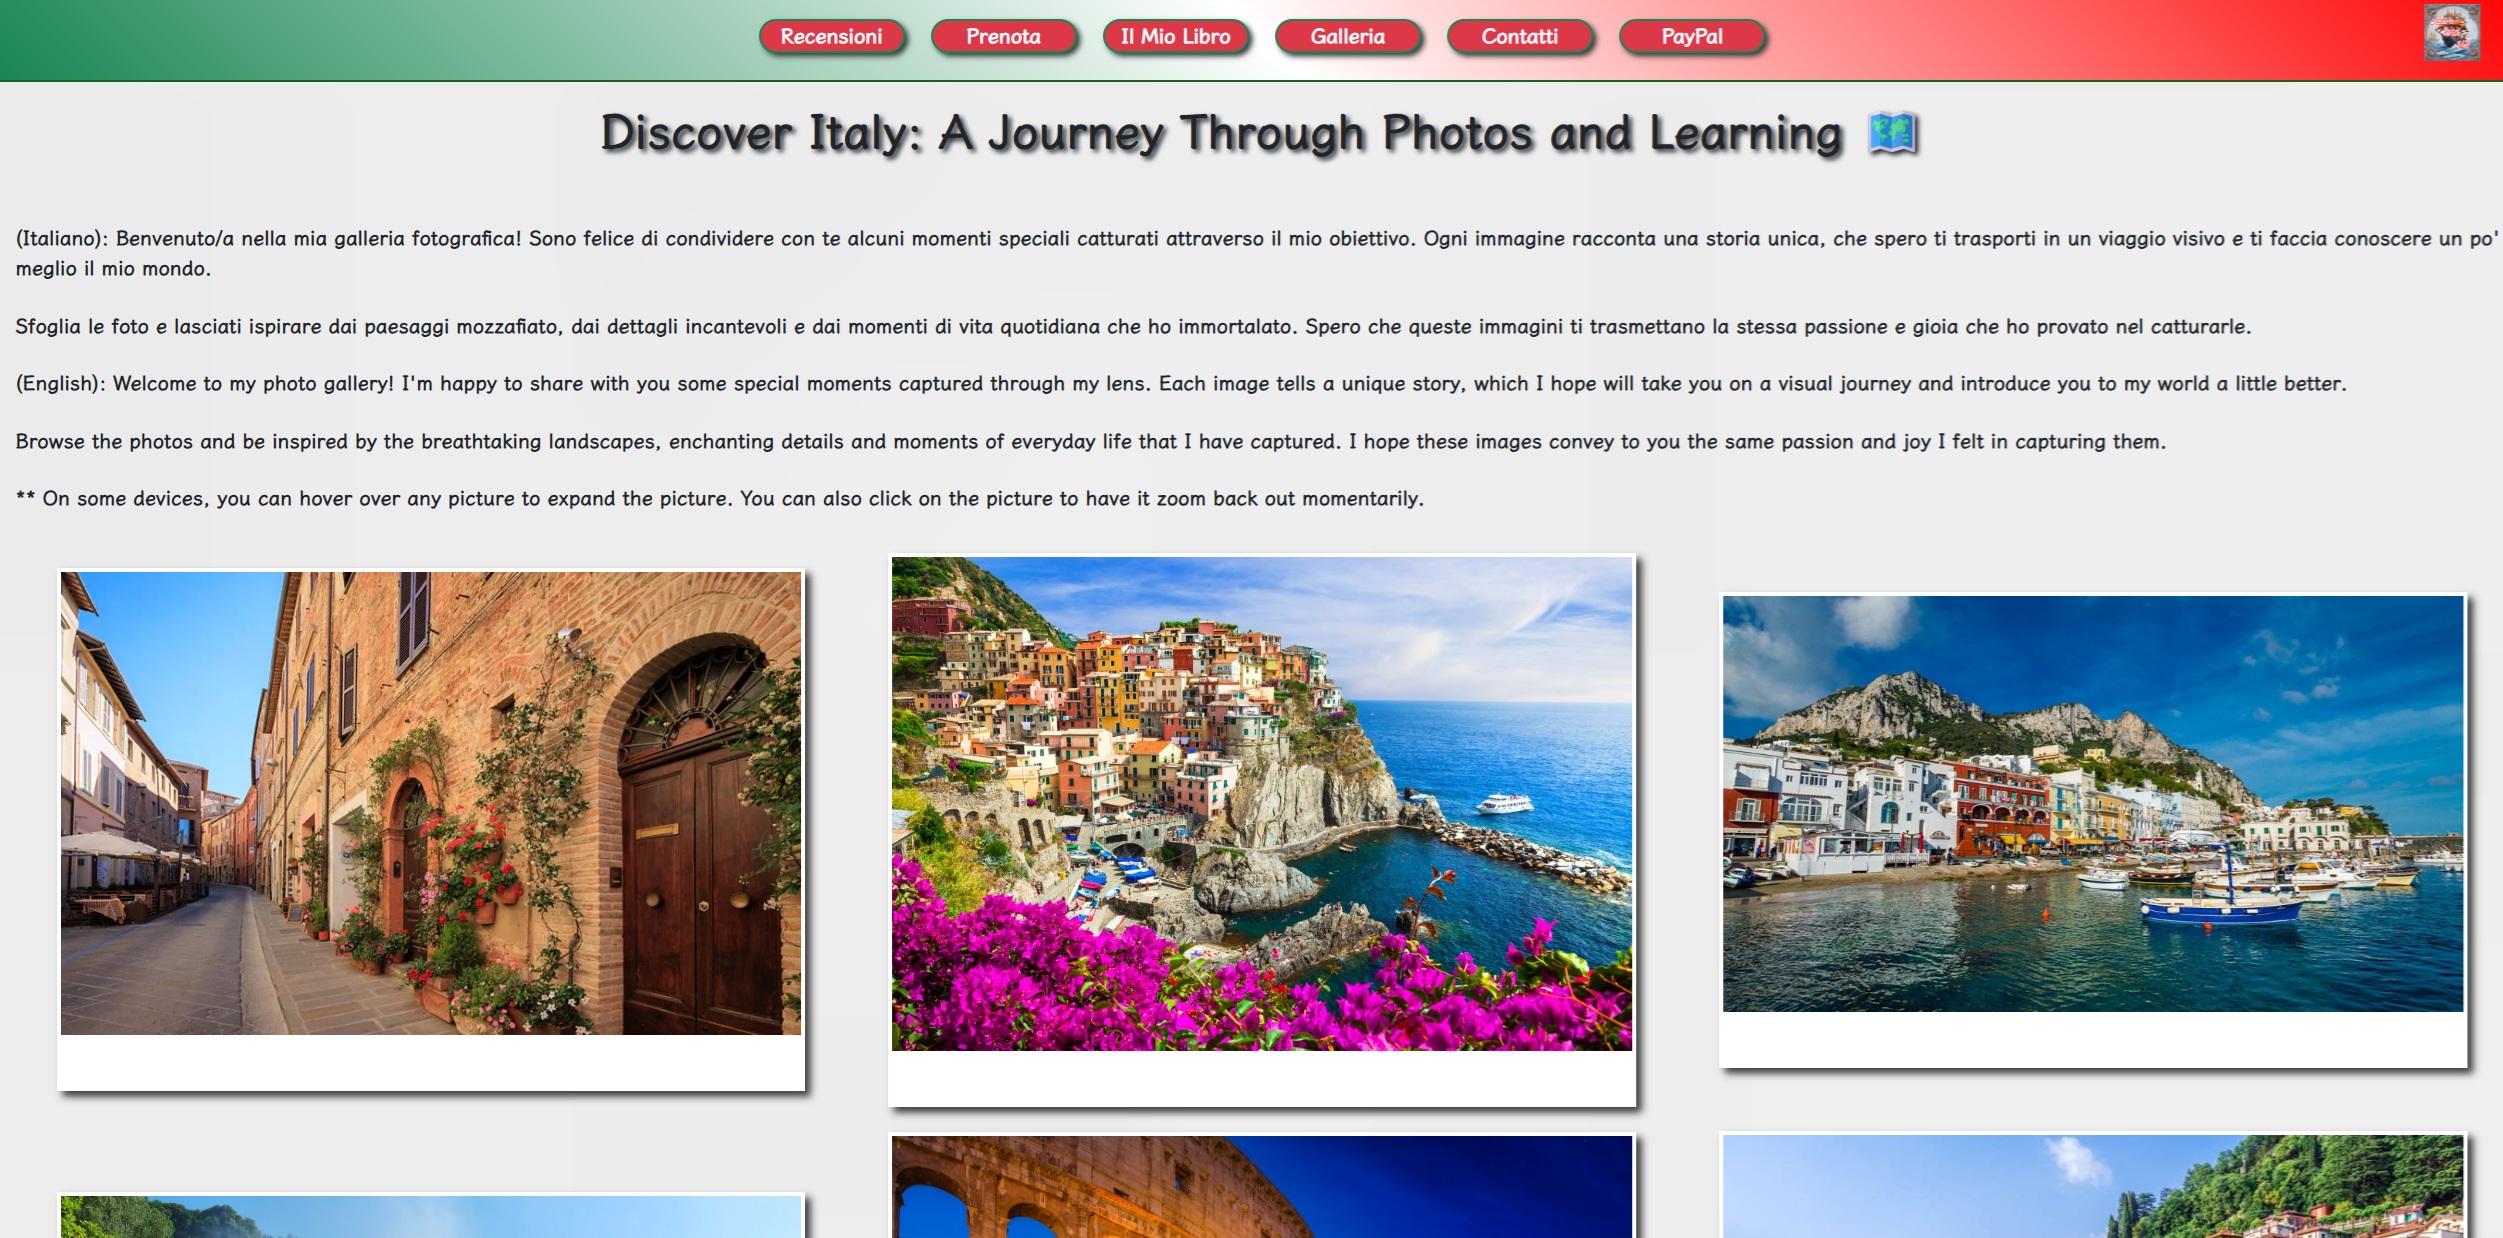 Recensioni
Prenota
Il Mio Libro
Galleria
Contatti
PayPal
Discover Italy: A Journey Through Photos and Learning
(Italiano): Benvenuto/a nella mia galleria fotografica! Sono felice di condividere con te alcuni momenti speciali catturati attraverso il mio obiettivo. Ogni immagine racconta una storia unica, che spero ti trasporti in un viaggio visivo e ti faccia conoscere un po'
meglio il mio mondo.
Sfoglia le foto e lasciati ispirare dai paesaggi mozzafiato, dai dettagli incantevoli e dai momenti di vita quotidiana che ho immortalato. Spero che queste immagini ti trasmettano la stessa passione e gioia che ho provato nel catturarle.
(English): Welcome to my photo gallery! I'm happy to share with you some special moments captured through my lens. Each image tells a unique story, which I hope will take you on a visual journey and introduce you to my world a little better.
Browse the photos and be inspired by the breathtaking landscapes, enchanting details and moments of everyday life that I have captured. I hope these images convey to you the same passion and joy I felt in capturing them.
** On some devices, you can hover over any picture to expand the picture. You can also click on the picture to have it zoom back out momentarily.